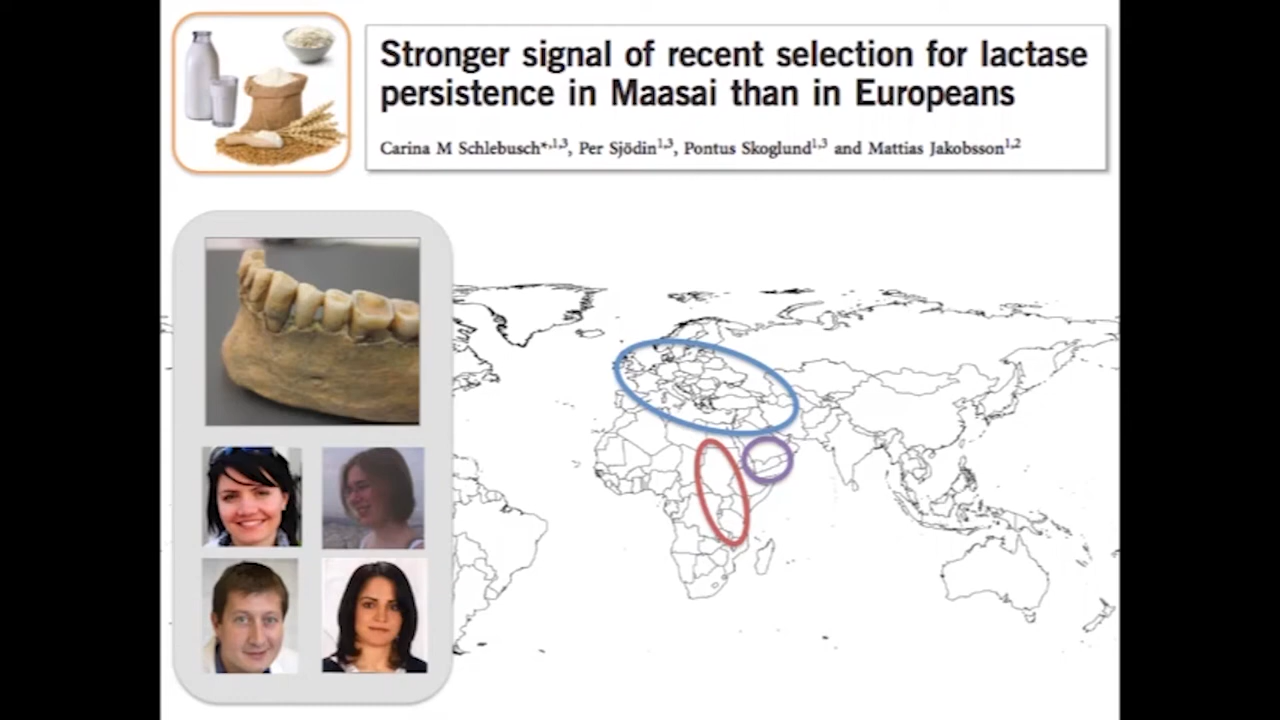 Stronger signal of recent selection for lactase
persistence in Maasai than in Europeans
Carina M Schlebusch*,1,3, Per Sjödin1,3, Pontus Skoglund1,3 and Mattias Jakobsson1,2